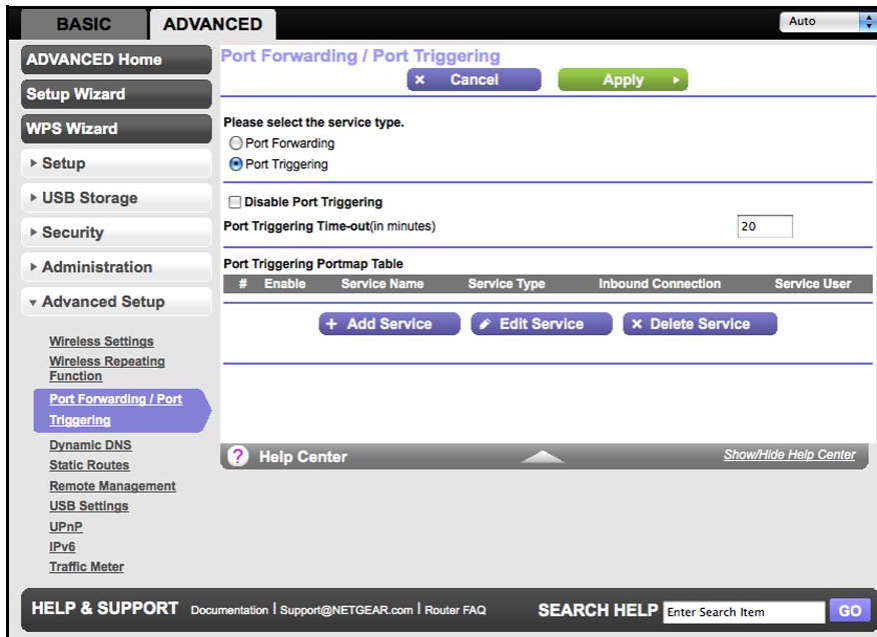 BASIC
ADVANCED
Auto
ADVANCED Home
Setup Wizard
WPS Wizard
Setup
USB Storage
Security
Administration
Advanced Setup
Wireless Settings
Wireless Repeating
Function
Port Forwarding / Port
Triggering
Dynamic DNS
Static Routes
Remote Management
USB Settings
UPnP
IPv6
Traffic Meter
Port Forwarding / Port Triggering
× Cancel
Apply
Please select the service type.
Port Forwarding
Port Triggering
Disable Port Triggering
Port Triggering Time-out(in minutes) 20
Port Triggering Portmap Table
# Enable Service Name Service Type Inbound Connection Service User
+ Add Service
Edit Service
× Delete Service
? Help Center
Show/Hide Help Center
HELP & SUPPORT Documentation | Support@NETGEAR.com | Router FAQ
SEARCH HELP Enter Search Item GO